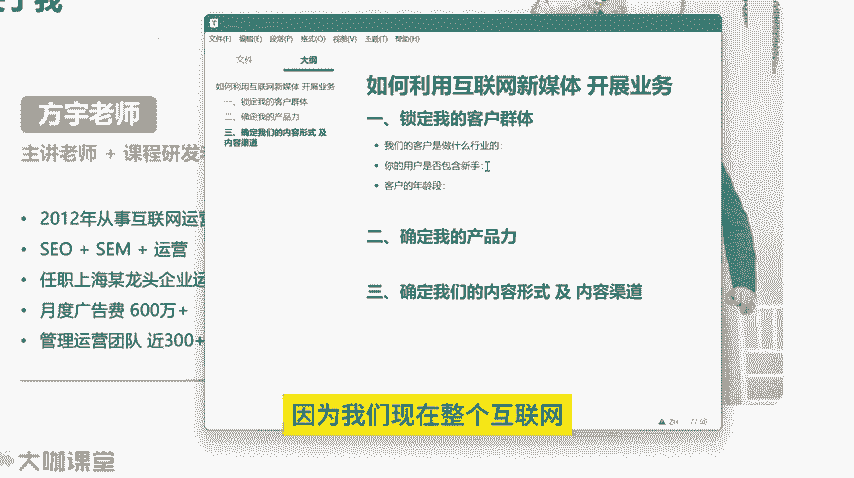 于我
方宇老师
主讲老师 + 课程研发
• 2012年从事互联网运营
• SEO + SEM + 运营
• 任职上海某龙头企业运
• 月度广告费 600万+
• 管理运营团队 近300+
大咖课堂
T
文件(F) 编辑(E) 段落(P) 格式(O) 视图(V) 主题(T) 帮助(H)
文件 大纲
如何利用互联网新媒体 开展业务
一、锁定我的客户群体
二、确定我的产品力
三、确定我们的内容形式 及
内容渠道
如何利用互联网新媒体 开展业务
一、锁定我的客户群体
• 我们的客户是做什么行业的:
• 你的用户是否包含新手:
• 客户的年龄段:
二、确定我的产品力
三、确定我们的内容形式 及 内容渠道
因为我们现在整个互联网